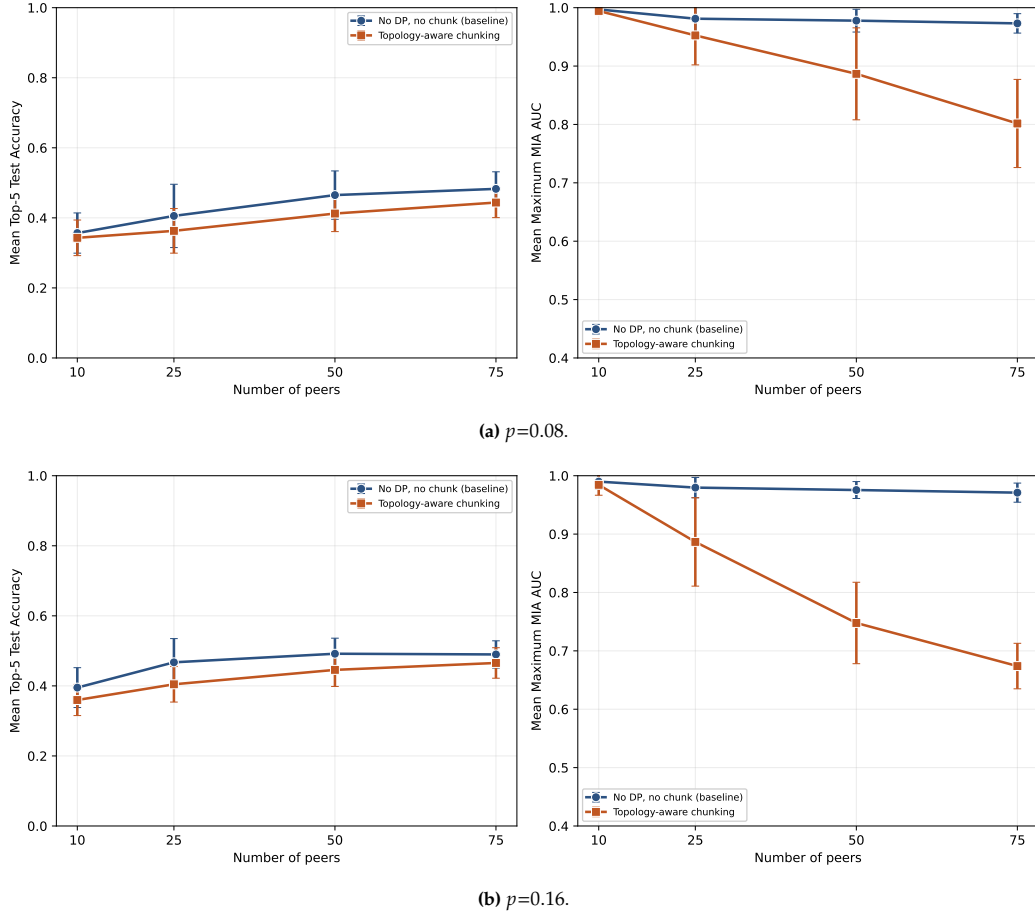 Mean Top-5 Test Accuracy
1.0
0.8
0.6
0.4
0.2
0.0
10 25 50 75
Number of peers
No DP, no chunk (baseline)
Topology-aware chunking
Mean Maximum MIA AUC
1.0
0.9
0.8
0.7
0.6
0.5
0.4
10 25 50 75
Number of peers
No DP, no chunk (baseline)
Topology-aware chunking
(a) p=0.08.
Mean Top-5 Test Accuracy
1.0
0.8
0.6
0.4
0.2
0.0
10 25 50 75
Number of peers
No DP, no chunk (baseline)
Topology-aware chunking
Mean Maximum MIA AUC
1.0
0.9
0.8
0.7
0.6
0.5
0.4
10 25 50 75
Number of peers
No DP, no chunk (baseline)
Topology-aware chunking
(b) p=0.16.